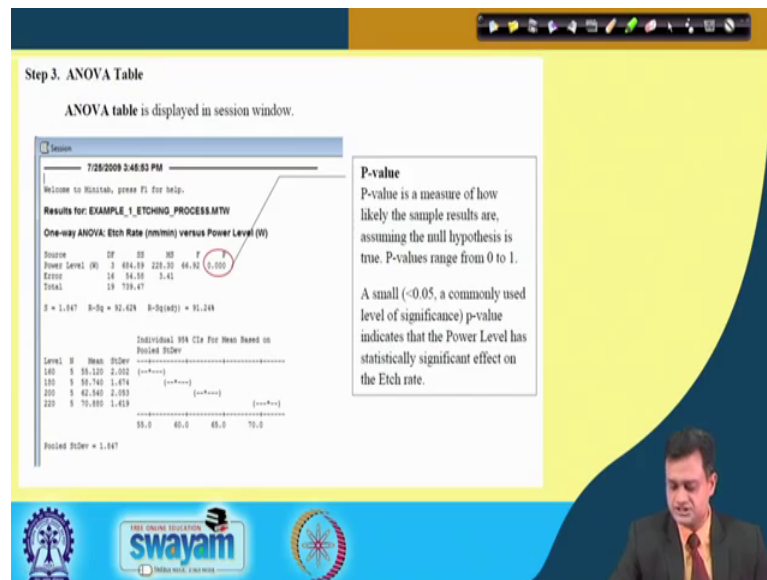 Step 3. ANOVA Table
ANOVA table is displayed in session window.
Session
7/25/2009 3:45:53 PM
Welcome to Minitab, press F1 for help.
Results for: EXAMPLE_1_ETCHING_PROCESS.MTW
One-way ANOVA: Etch Rate (nm/min) versus Power Level (W)
Source DF SS MS F P
Power Level (W) 3 684.89 228.30 66.92 0.000
Error 16 54.58 3.41
Total 19 739.47
S = 1.847 R-Sq = 92.62% R-Sq(adj) = 91.24%
Individual 95% CIs For Mean Based on
Pooled StDev
Level N Mean StDev ---+---------+---------+---------+------
160 5 55.120 2.002 (--*---)
180 5 58.740 1.674 (--*---)
200 5 62.540 2.053 (--*---)
220 5 70.880 1.419 (---*--)
---+---------+---------+---------+------
55.0 60.0 65.0 70.0
Pooled StDev = 1.847
P-value
P-value is a measure of how
likely the sample results are,
assuming the null hypothesis is
true. P-values range from 0 to 1.
A small (<0.05, a commonly used
level of significance) p-value
indicates that the Power Level has
statistically significant effect on
the Etch rate.
FREE ONLINE EDUCATION
swayam